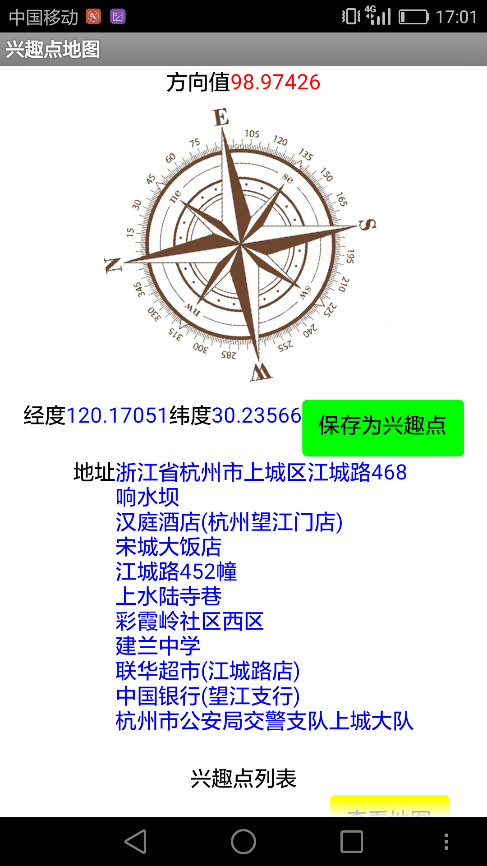 中国移动 4G 17:01
兴趣点地图
方向值98.97426
E
75 105
60 120
45 135
30 ne se 150
15 165
N S
345 195
330 nw sw 210
315 225
300 240
285 255
W
经度120.17051纬度30.23566 保存为兴趣点
地址浙江省杭州市上城区江城路468
响水坝
汉庭酒店(杭州望江门店)
宋城大饭店
江城路452幢
上水陆寺巷
彩霞岭社区西区
建兰中学
联华超市(江城路店)
中国银行(望江支行)
杭州市公安局交警支队上城大队
兴趣点列表
查看地图